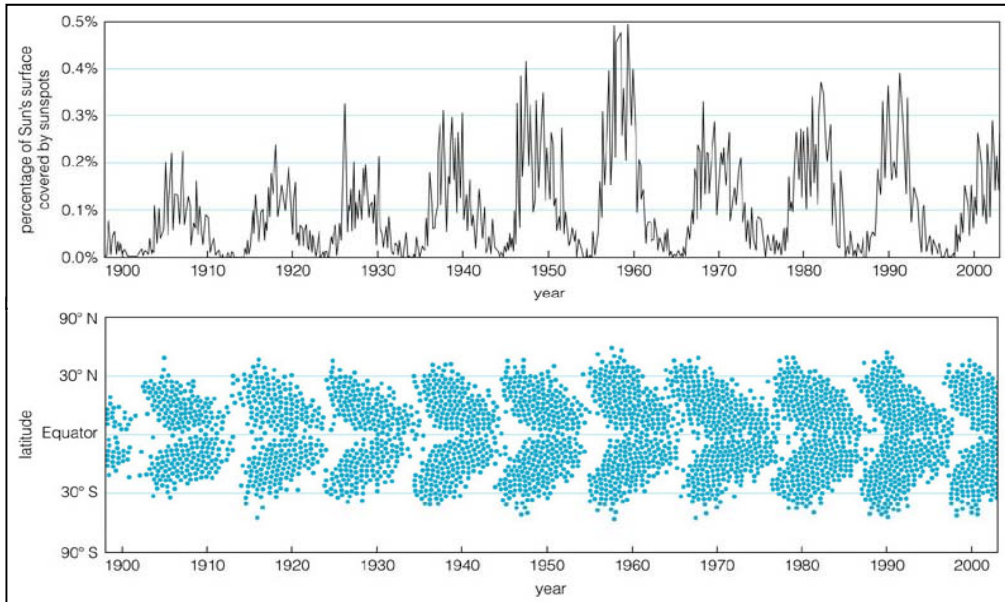 percentage of Sun's surface
covered by sunspots
0.5%
0.4%
0.3%
0.2%
0.1%
0.0%
1900 1910 1920 1930 1940 1950 1960 1970 1980 1990 2000
year
latitude
90° N
30° N
Equator
30° S
90° S
1900 1910 1920 1930 1940 1950 1960 1970 1980 1990 2000
year